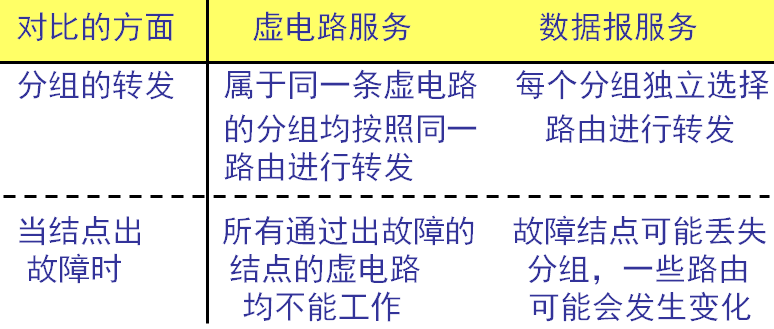 对比的方面 虚电路服务 数据报服务
分组的转发 属于同一条虚电路 每个分组独立选择
的分组均按照同一 路由进行转发
路由进行转发
当结点出 所有通过出故障的 故障结点可能丢失
故障时 结点的虚电路 分组，一些路由
均不能工作 可能会发生变化